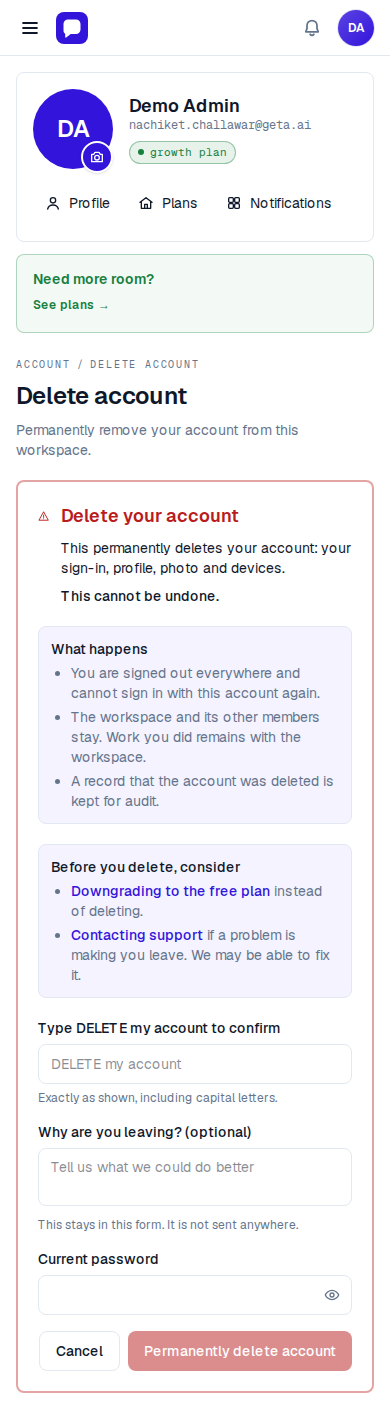 DA
DA
Demo Admin
nachiket.challawar@geta.ai
growth plan
Profile
Plans
Notifications
Need more room?
See plans →
ACCOUNT / DELETE ACCOUNT
Delete account
Permanently remove your account from this
workspace.
Delete your account
This permanently deletes your account: your
sign-in, profile, photo and devices.
This cannot be undone.
What happens
• You are signed out everywhere and
cannot sign in with this account again.
• The workspace and its other members
stay. Work you did remains with the
workspace.
• A record that the account was deleted is
kept for audit.
Before you delete, consider
• Downgrading to the free plan instead
of deleting.
• Contacting support if a problem is
making you leave. We may be able to fix
it.
Type DELETE my account to confirm
DELETE my account
Exactly as shown, including capital letters.
Why are you leaving? (optional)
Tell us what we could do better
This stays in this form. It is not sent anywhere.
Current password
Cancel
Permanently delete account